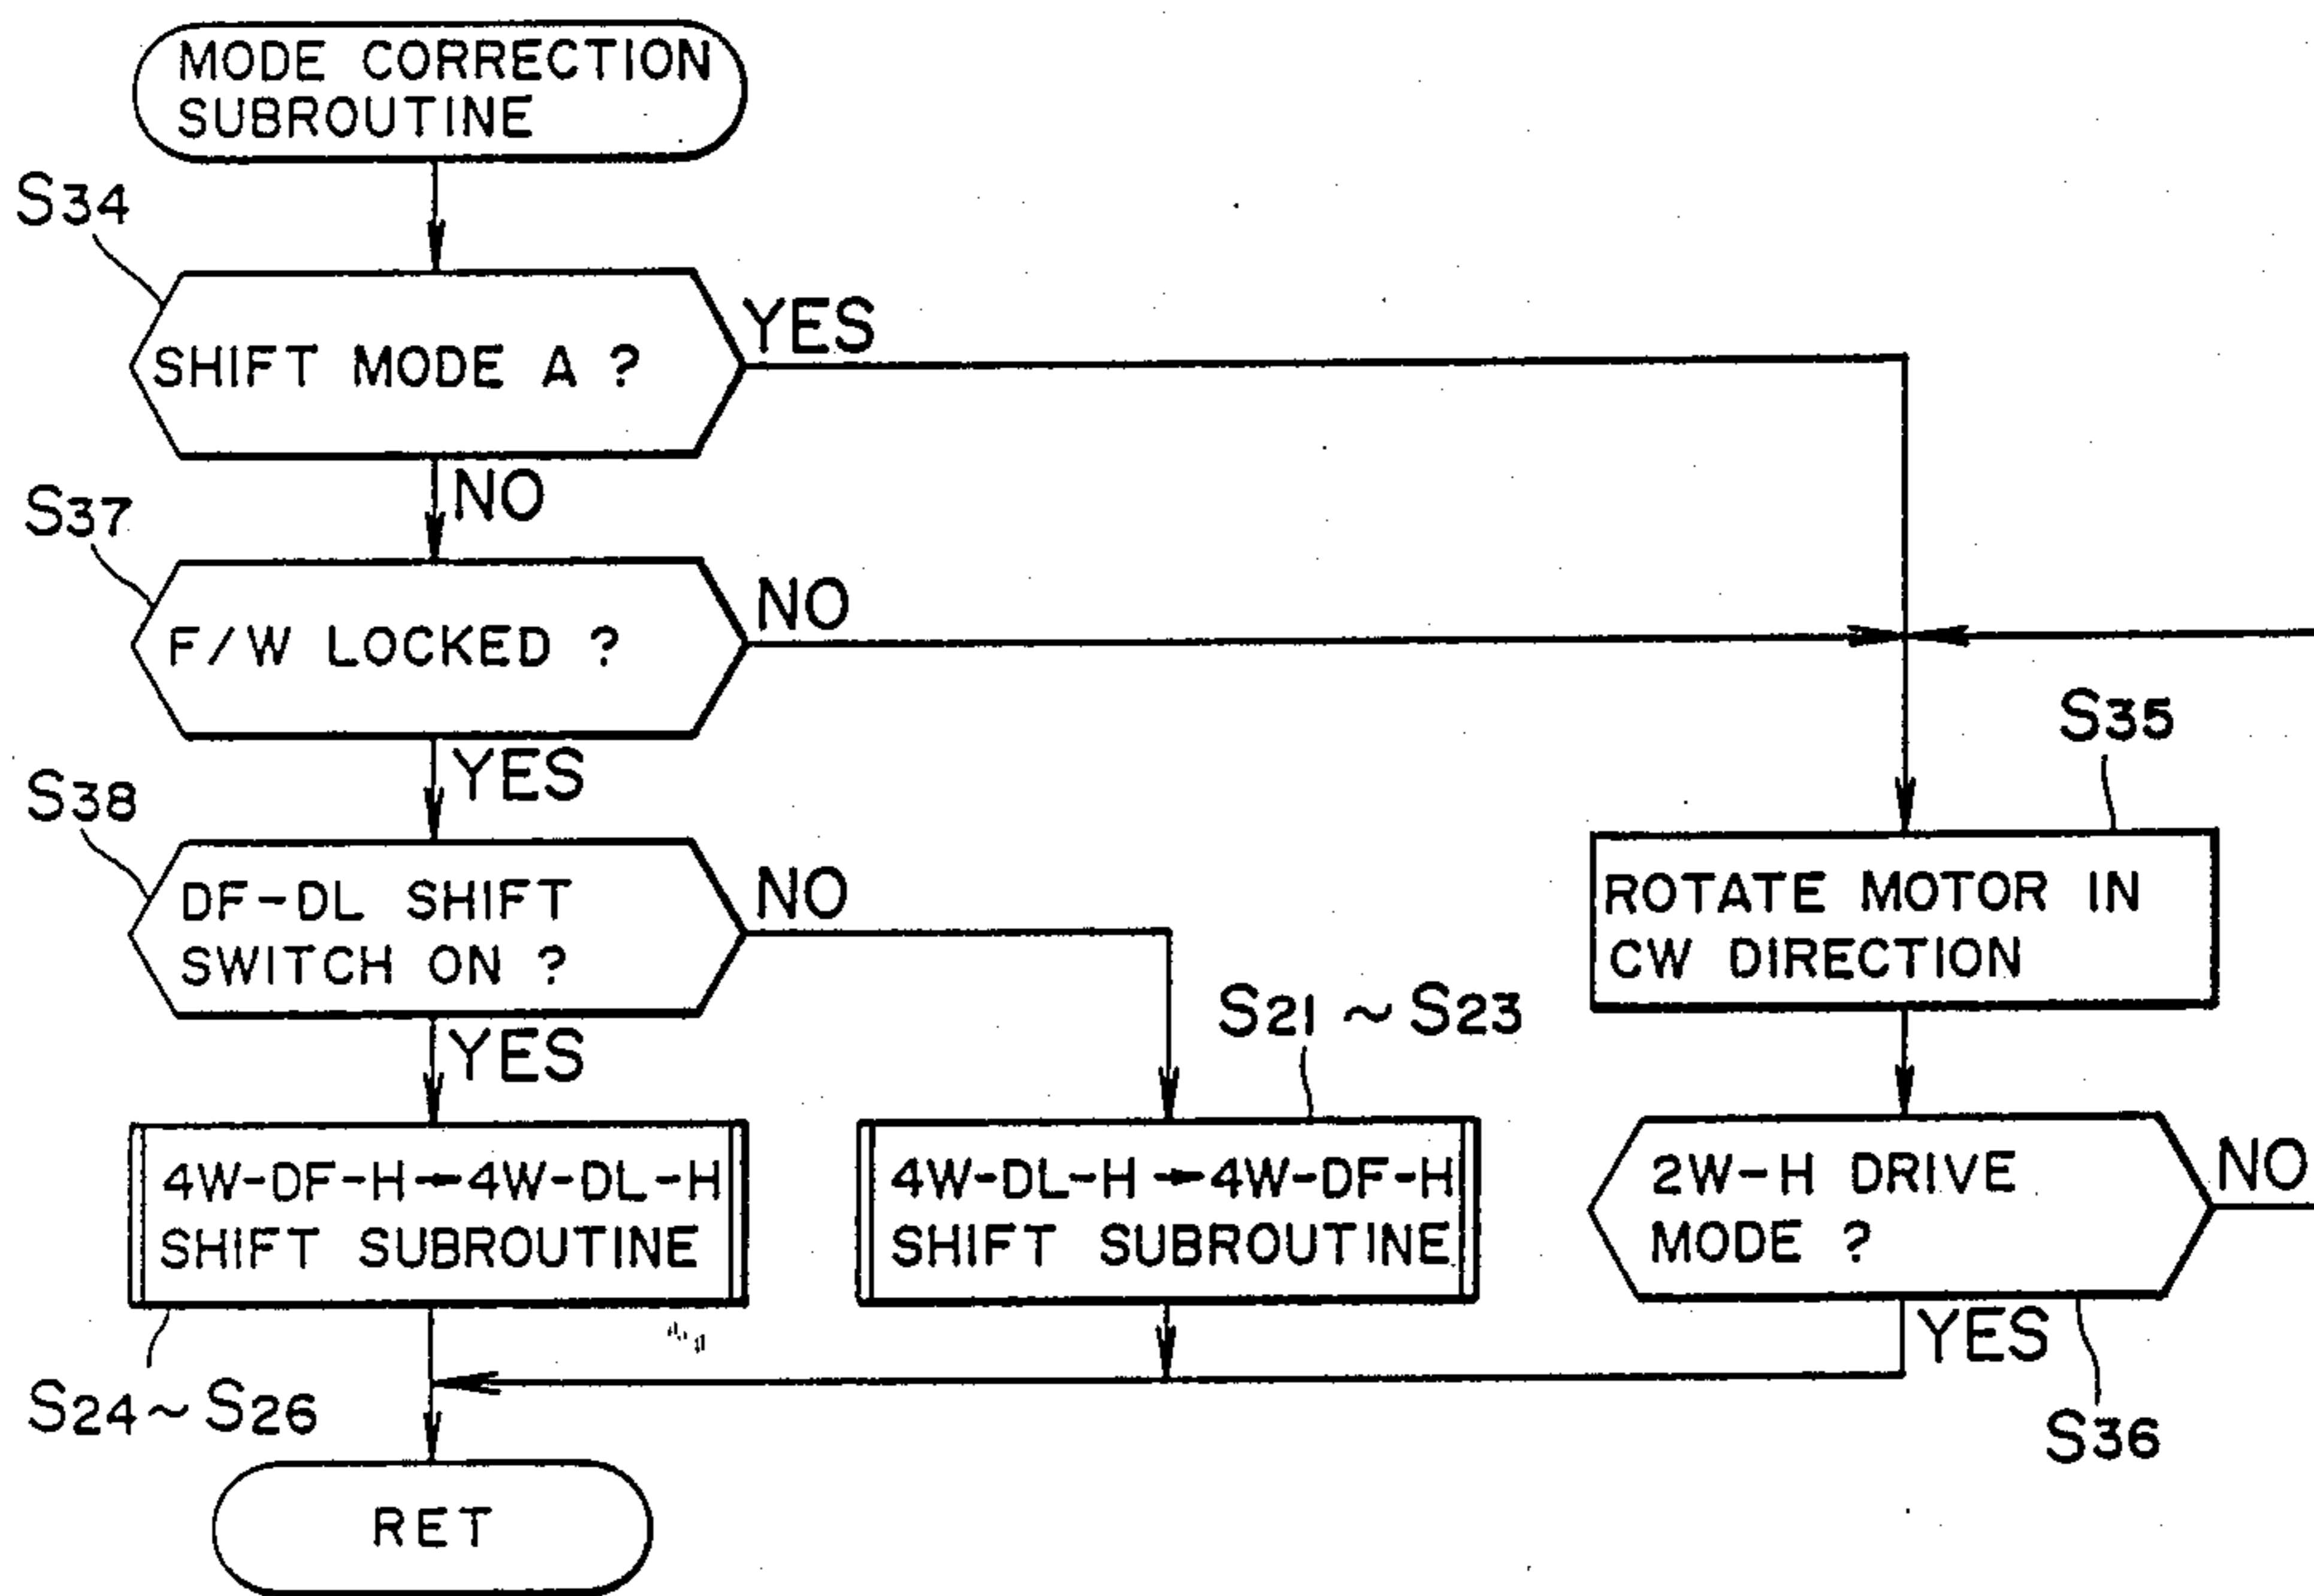 MODE CORRECTION
SUBROUTINE
S34
SHIFT MODE A ?
YES
NO
S37
F/W LOCKED ?
NO
YES
S38
DF-DL SHIFT
SWITCH ON ?
NO
YES
S35
ROTATE MOTOR IN
CW DIRECTION
S21 ~ S23
4W-DF-H→4W-DL-H
SHIFT SUBROUTINE
4W-DL-H→4W-DF-H
SHIFT SUBROUTINE
2W-H DRIVE
MODE ?
NO
YES
S24~S26
S36
RET